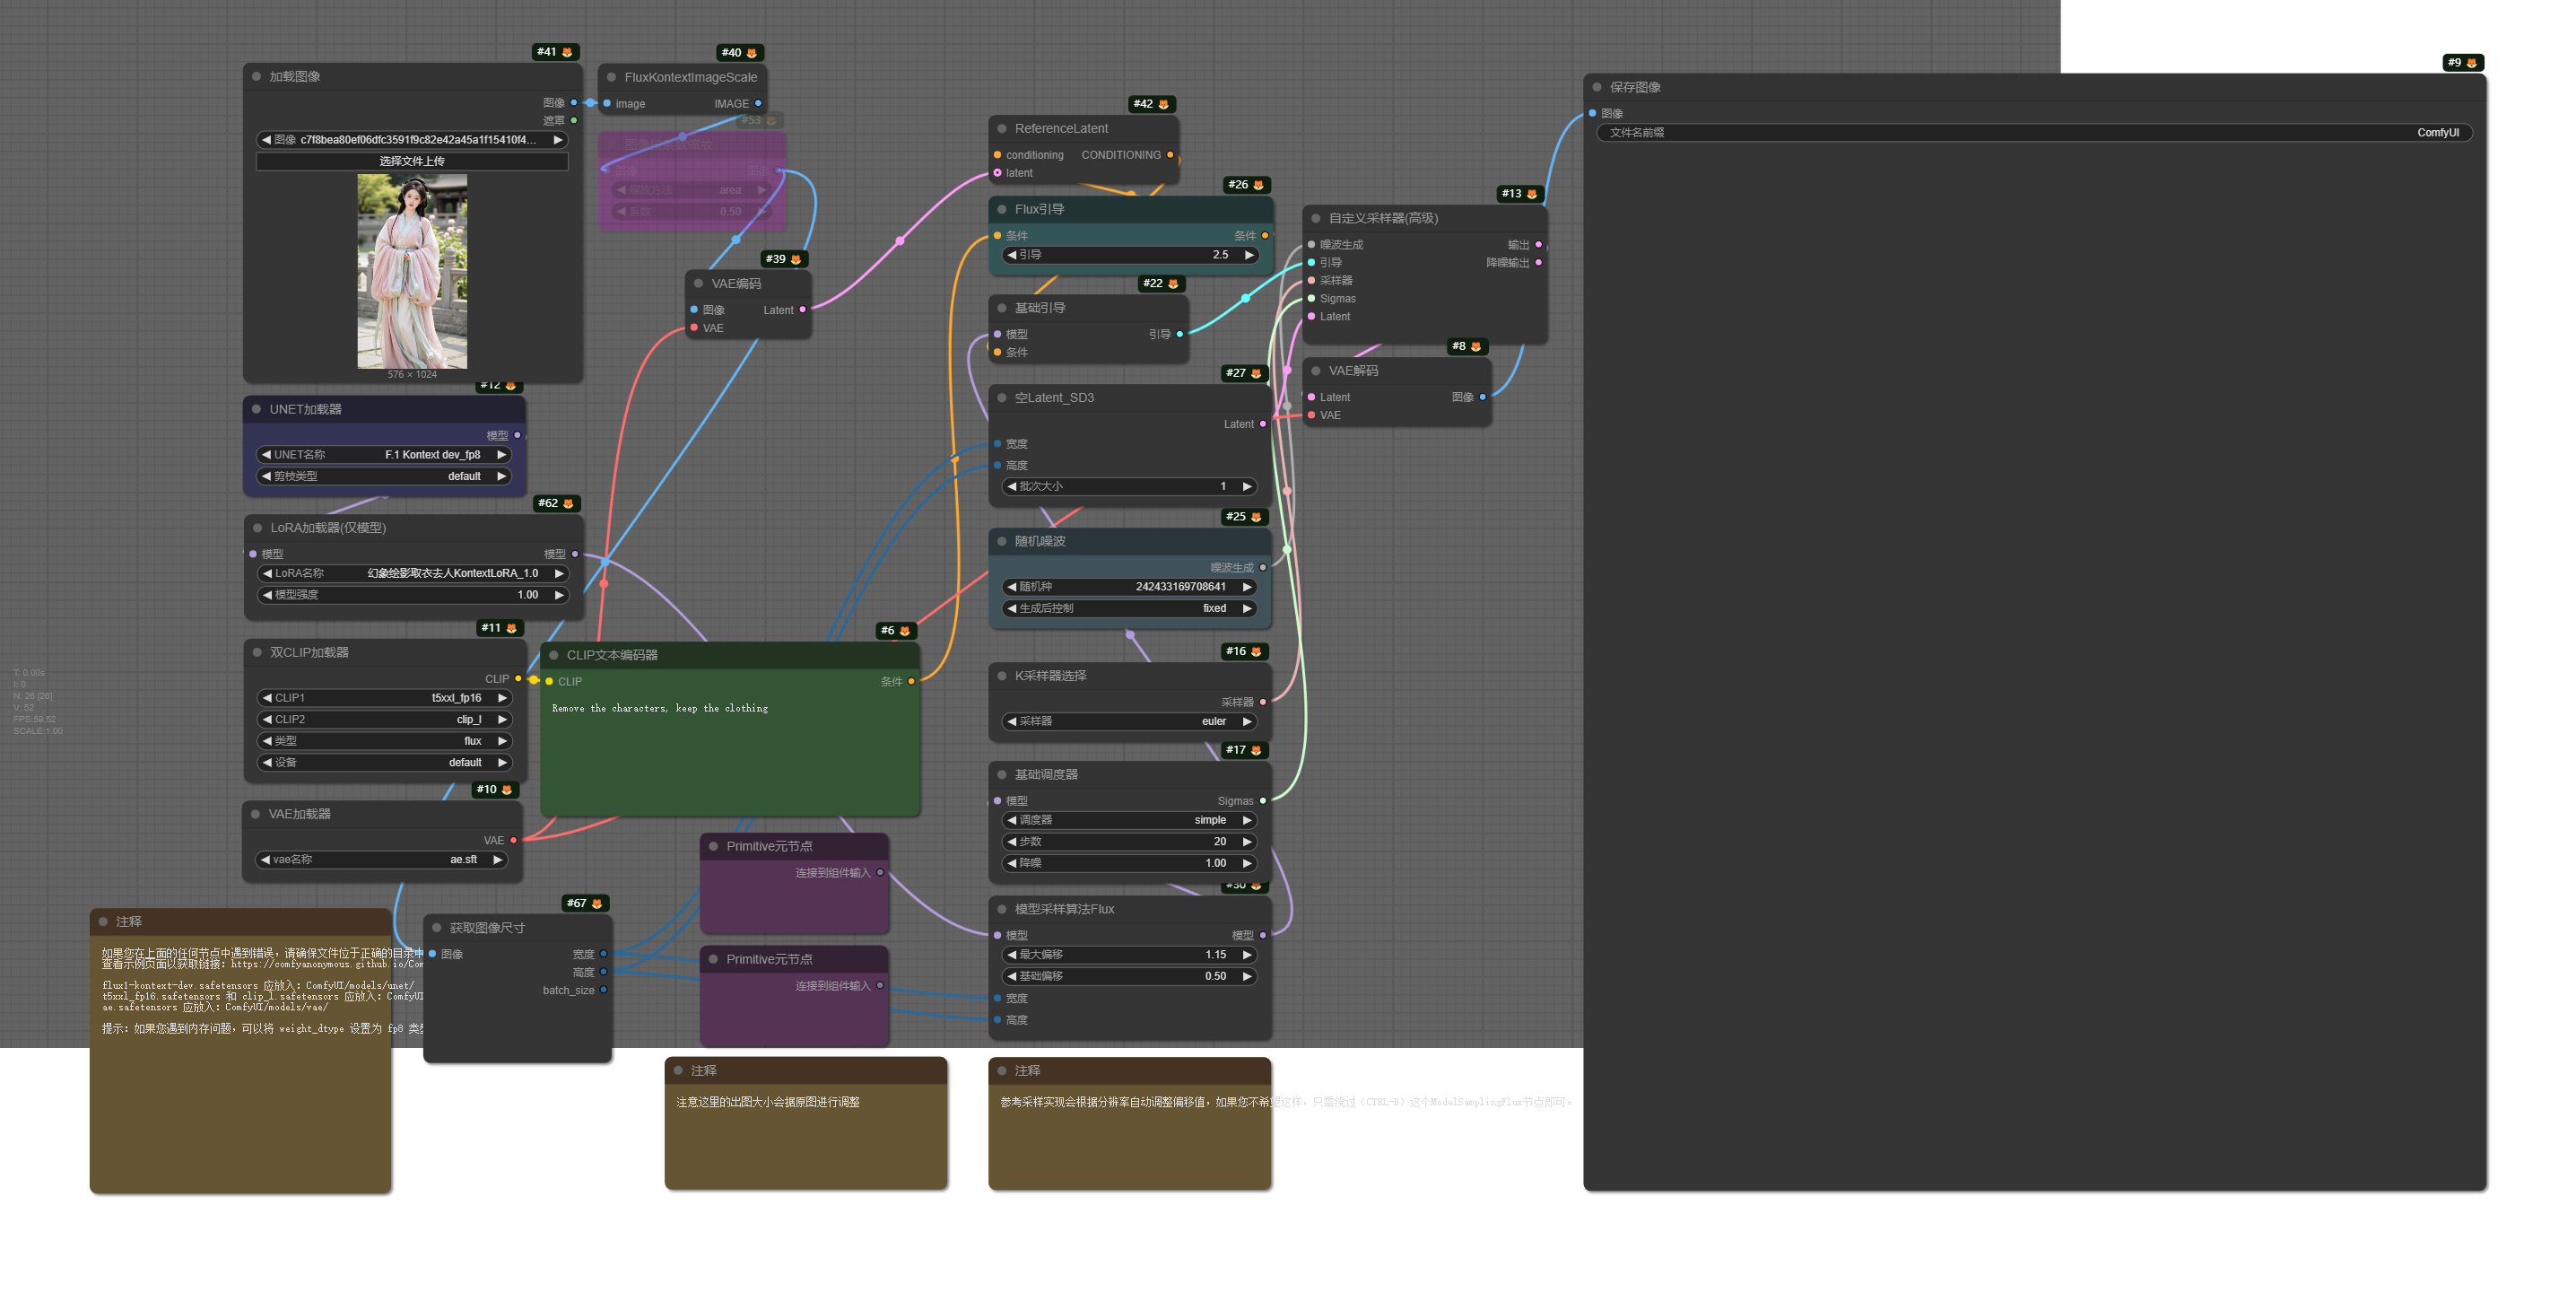 #41
加载图像
图像
遮罩
图像 c7f8bea80ef06dfc3591f9c82e42a45a1f15410f4...
选择文件上传
576 × 1024
#40
FluxKontextImageScale
image IMAGE
#53
图像 图像
缩放方法 area
系数 0.50
#39
VAE编码
图像 Latent
VAE
#12
UNET加载器
模型
UNET名称 F.1 Kontext dev_fp8
剪枝类型 default
#62
LoRA加载器(仅模型)
模型 模型
LoRA名称 幻象绘影取衣去人KontextLoRA_1.0
模型强度 1.00
#11
双CLIP加载器
CLIP
CLIP1 t5xxl_fp16
CLIP2 clip_l
类型 flux
设备 default
#10
VAE加载器
VAE
vae名称 ae.sft
T: 0.00s
I: 0
N: 26 [26]
V: 52
FPS:59.52
SCALE:1.00
#6
CLIP文本编码器
CLIP 条件
Remove the characters, keep the clothing
Primitive元节点
连接到组件输入
Primitive元节点
连接到组件输入
注释
如果您在上面的任何节点中遇到错误，请确保文件位于正确的目录中
查看示例页面以获取链接：https://comfyanonymous.github.io/Com
flux1-kontext-dev.safetensors 应放入：ComfyUI/models/unet/
t5xxl_fp16.safetensors 和 clip_l.safetensors 应放入：ComfyUI
ae.safetensors 应放入：ComfyUI/models/vae/
提示：如果您遇到内存问题，可以将 weight_dtype 设置为 fp8 类型
#67
获取图像尺寸
图像 宽度
高度
batch_size
注释
注意这里的出图大小会据原图进行调整
#42
ReferenceLatent
conditioning CONDITIONING
latent
#26
Flux引导
条件 条件
引导 2.5
#22
基础引导
模型 引导
条件
#27
空Latent_SD3
Latent
宽度
高度
批次大小 1
#25
随机噪波
噪波生成
随机种 242433169708641
生成后控制 fixed
#16
K采样器选择
采样器
采样器 euler
#17
基础调度器
模型 Sigmas
调度器 simple
步数 20
降噪 1.00
#30
模型采样算法Flux
模型 模型
最大偏移 1.15
基础偏移 0.50
宽度
高度
注释
参考采样实现会根据分辨率自动调整偏移值，如果您不希望这样，只需绕过（CTRL-B）这个ModelSamplingFlux节点即可。
#13
自定义采样器(高级)
噪波生成 输出
引导 降噪输出
采样器
Sigmas
Latent
#8
VAE解码
Latent 图像
VAE
#9
保存图像
图像
文件名前缀 ComfyUI